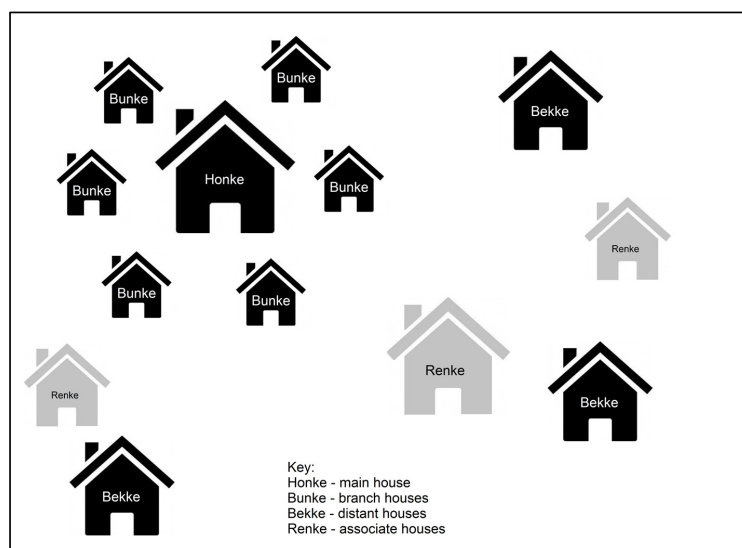 Bunke
Bunke
Bekke
Honke
Bunke
Bunke
Renke
Bunke
Bunke
Renke
Renke
Bekke
Bekke
Key:
Honke - main house
Bunke - branch houses
Bekke - distant houses
Renke - associate houses